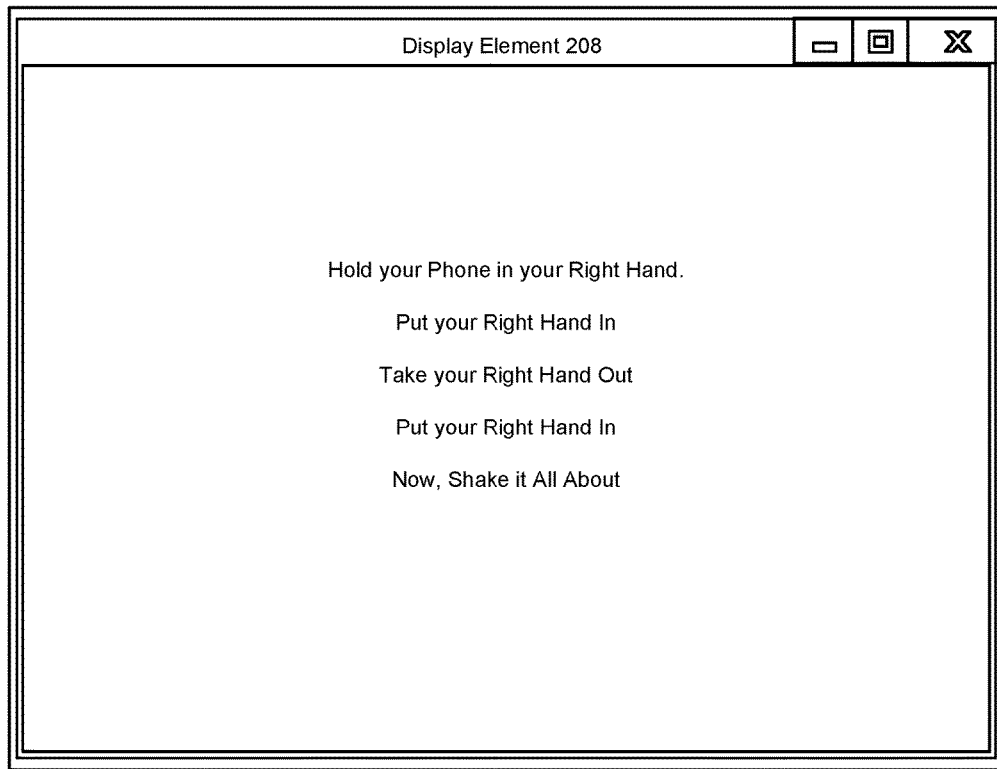 Display Element 208
Hold your Phone in your Right Hand.
Put your Right Hand In
Take your Right Hand Out
Put your Right Hand In
Now, Shake it All About